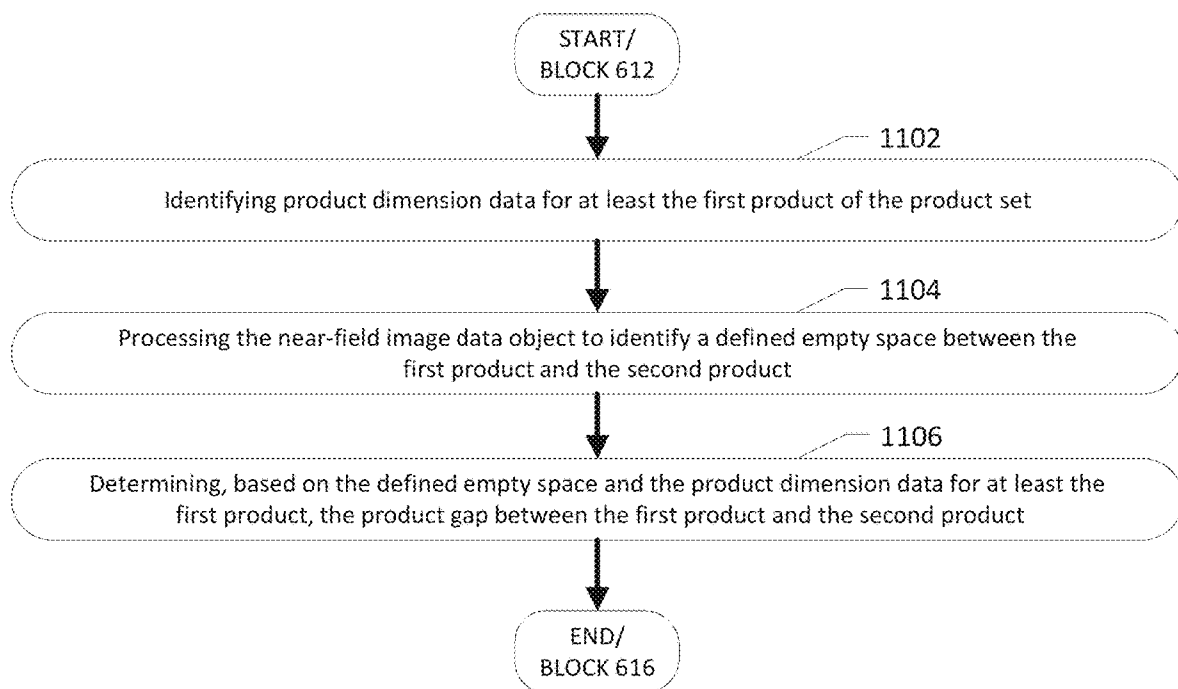 START/
BLOCK 612
1102
Identifying product dimension data for at least the first product of the product set
1104
Processing the near-field image data object to identify a defined empty space between the
first product and the second product
1106
Determining, based on the defined empty space and the product dimension data for at least the
first product, the product gap between the first product and the second product
END/
BLOCK 616